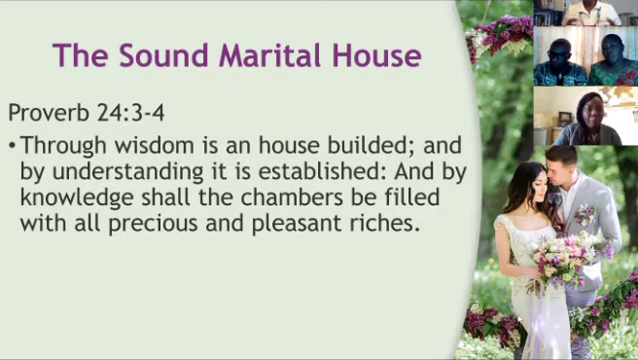 The Sound Marital House
Proverb 24:3-4
• Through wisdom is an house builded; and
by understanding it is established: And by
knowledge shall the chambers be filled
with all precious and pleasant riches.